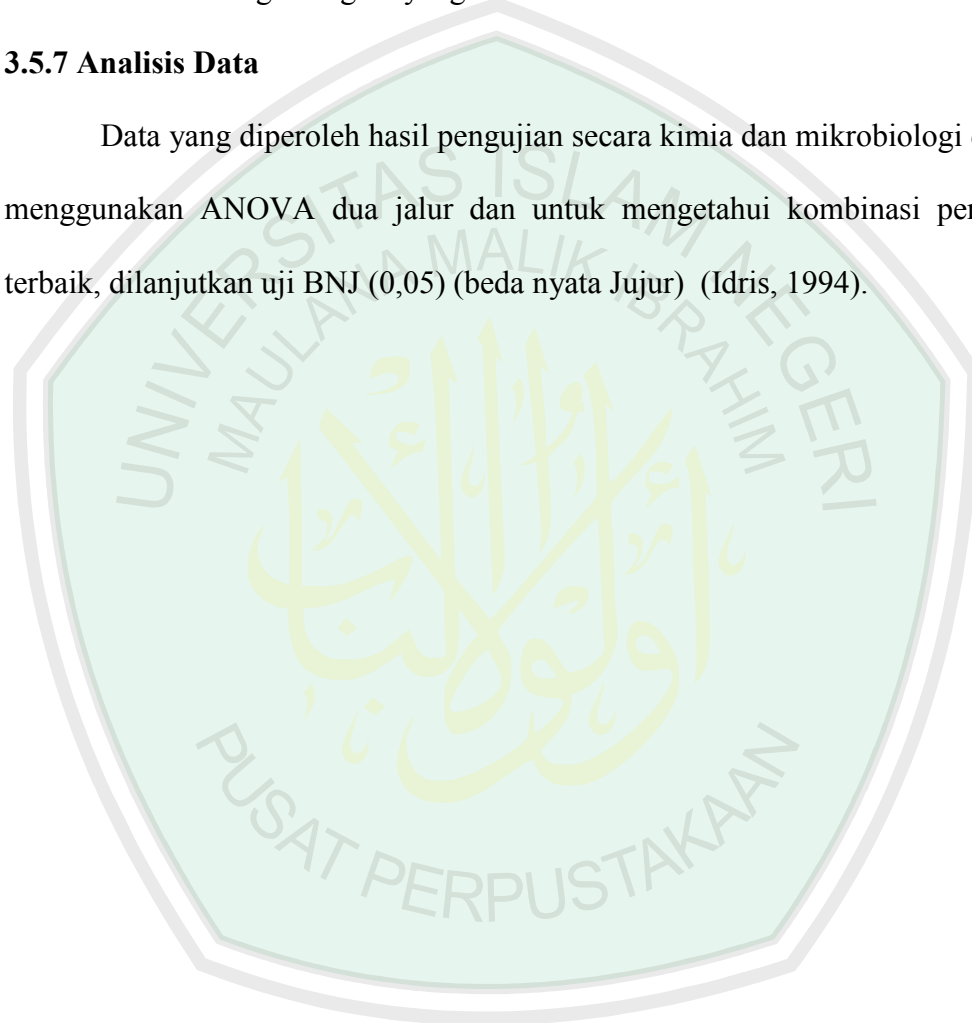 3.5.7 Analisis Data
Data yang diperoleh hasil pengujian secara kimia dan mikrobiologi
menggunakan ANOVA dua jalur dan untuk mengetahui kombinasi
terbaik, dilanjutkan uji BNJ (0,05) (beda nyata Jujur) (Idris, 1994).
UNIVERSITAS ISLAM NEGERI
MAULANA MALIK IBRAHIM
أولو الألباب
PUSAT PERPUSTAKAAN